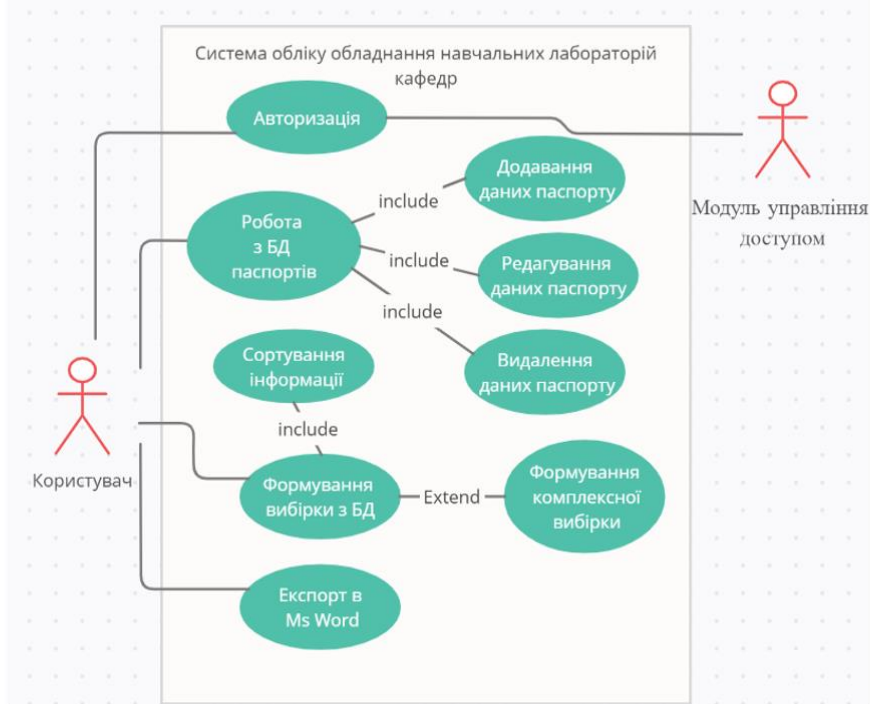 Система обліку обладнання навчальних лабораторій
кафедр
Авторизація
Додавання
даних паспорту
include
Модуль управління
доступом
Робота
з БД
паспортів
include
Редагування
даних паспорту
include
Сортування
інформації
Видалення
даних паспорту
include
Користувач
Формування
вибірки з БД
Extend
Формування
комплексної
вибірки
Експорт в
Ms Word